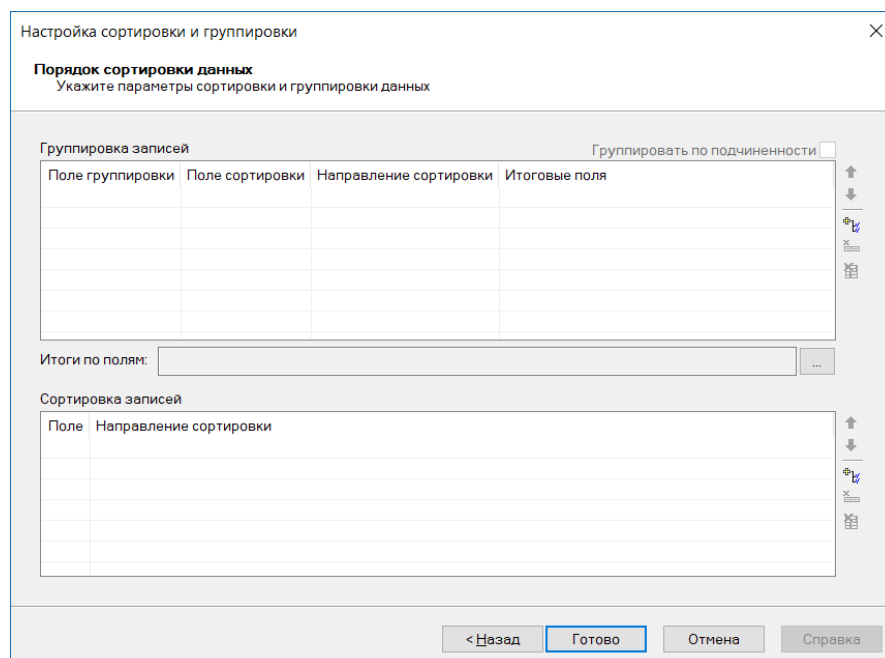 Настройка сортировки и группировки
Порядок сортировки данных
Укажите параметры сортировки и группировки данных
Группировка записей Группировать по подчиненности
Поле группировки Поле сортировки Направление сортировки Итоговые поля
Итоги по полям: ...
Сортировка записей
Поле Направление сортировки
< Назад Готово Отмена Справка